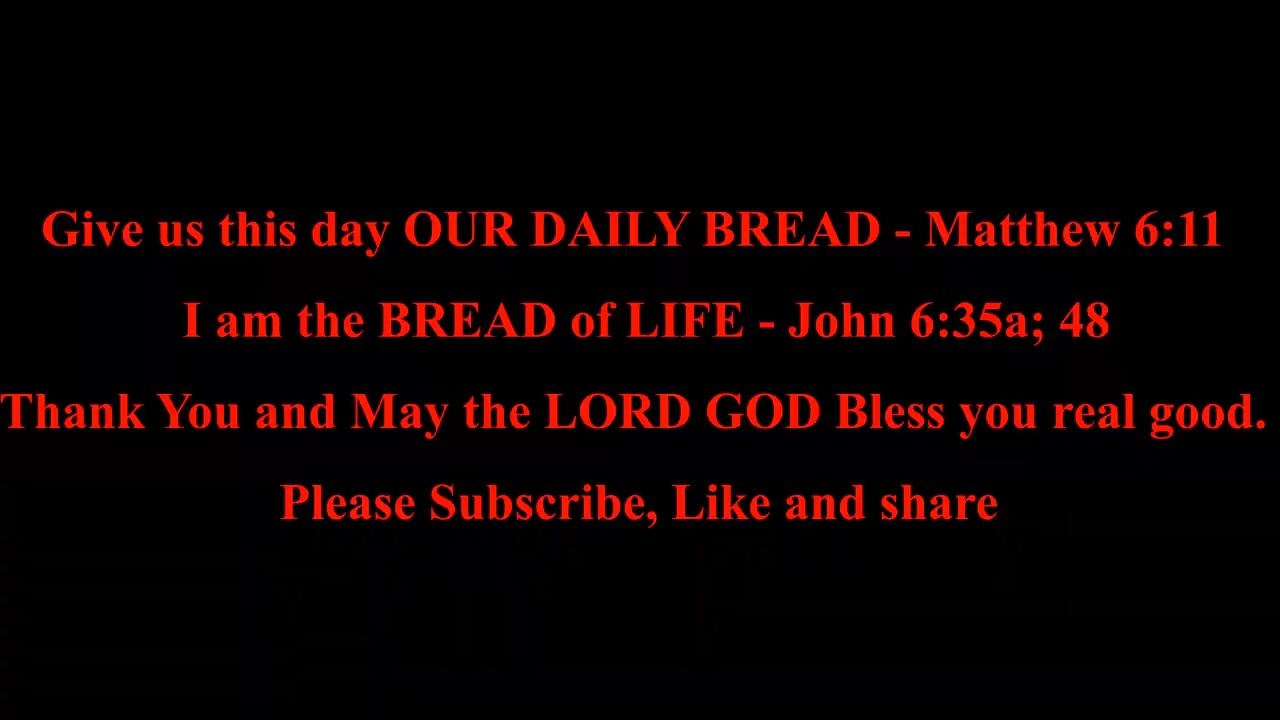 Give us this day OUR DAILY BREAD - Matthew 6:11
I am the BREAD of LIFE - John 6:35a; 48
Thank You and May the LORD GOD Bless you real good.
Please Subscribe, Like and share